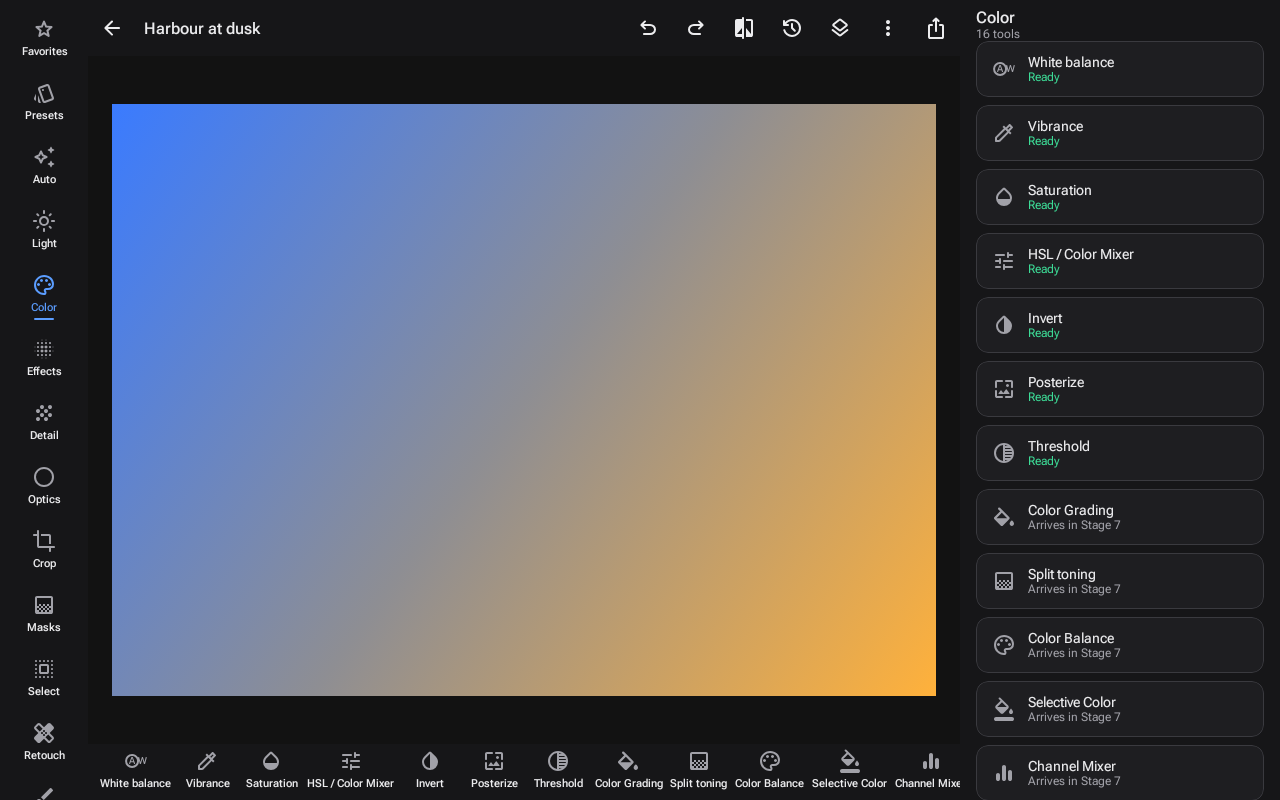 Harbour at dusk
Favorites
Presets
Auto
Light
Color
Effects
Detail
Optics
Crop
Masks
Select
Retouch
White balance
Vibrance
Saturation
HSL / Color Mixer
Invert
Posterize
Threshold
Color Grading
Split toning
Color Balance
Selective Color
Channel Mixe
Color
16 tools
White balance
Ready
Vibrance
Ready
Saturation
Ready
HSL / Color Mixer
Ready
Invert
Ready
Posterize
Ready
Threshold
Ready
Color Grading
Arrives in Stage 7
Split toning
Arrives in Stage 7
Color Balance
Arrives in Stage 7
Selective Color
Arrives in Stage 7
Channel Mixer
Arrives in Stage 7